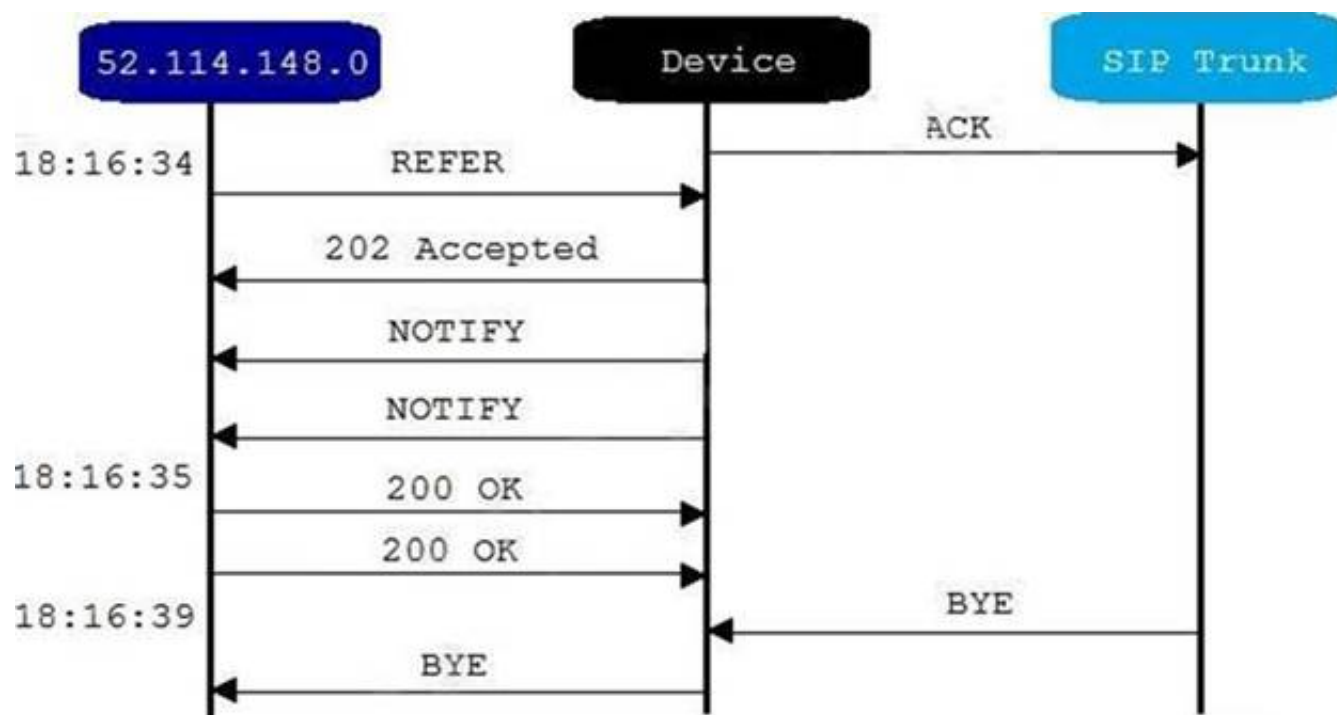 52.114.148.0
Device
SIP Trunk
ACK
18:16:34
REFER
202 Accepted
NOTIFY
NOTIFY
18:16:35
200 OK
200 OK
18:16:39
BYE
BYE